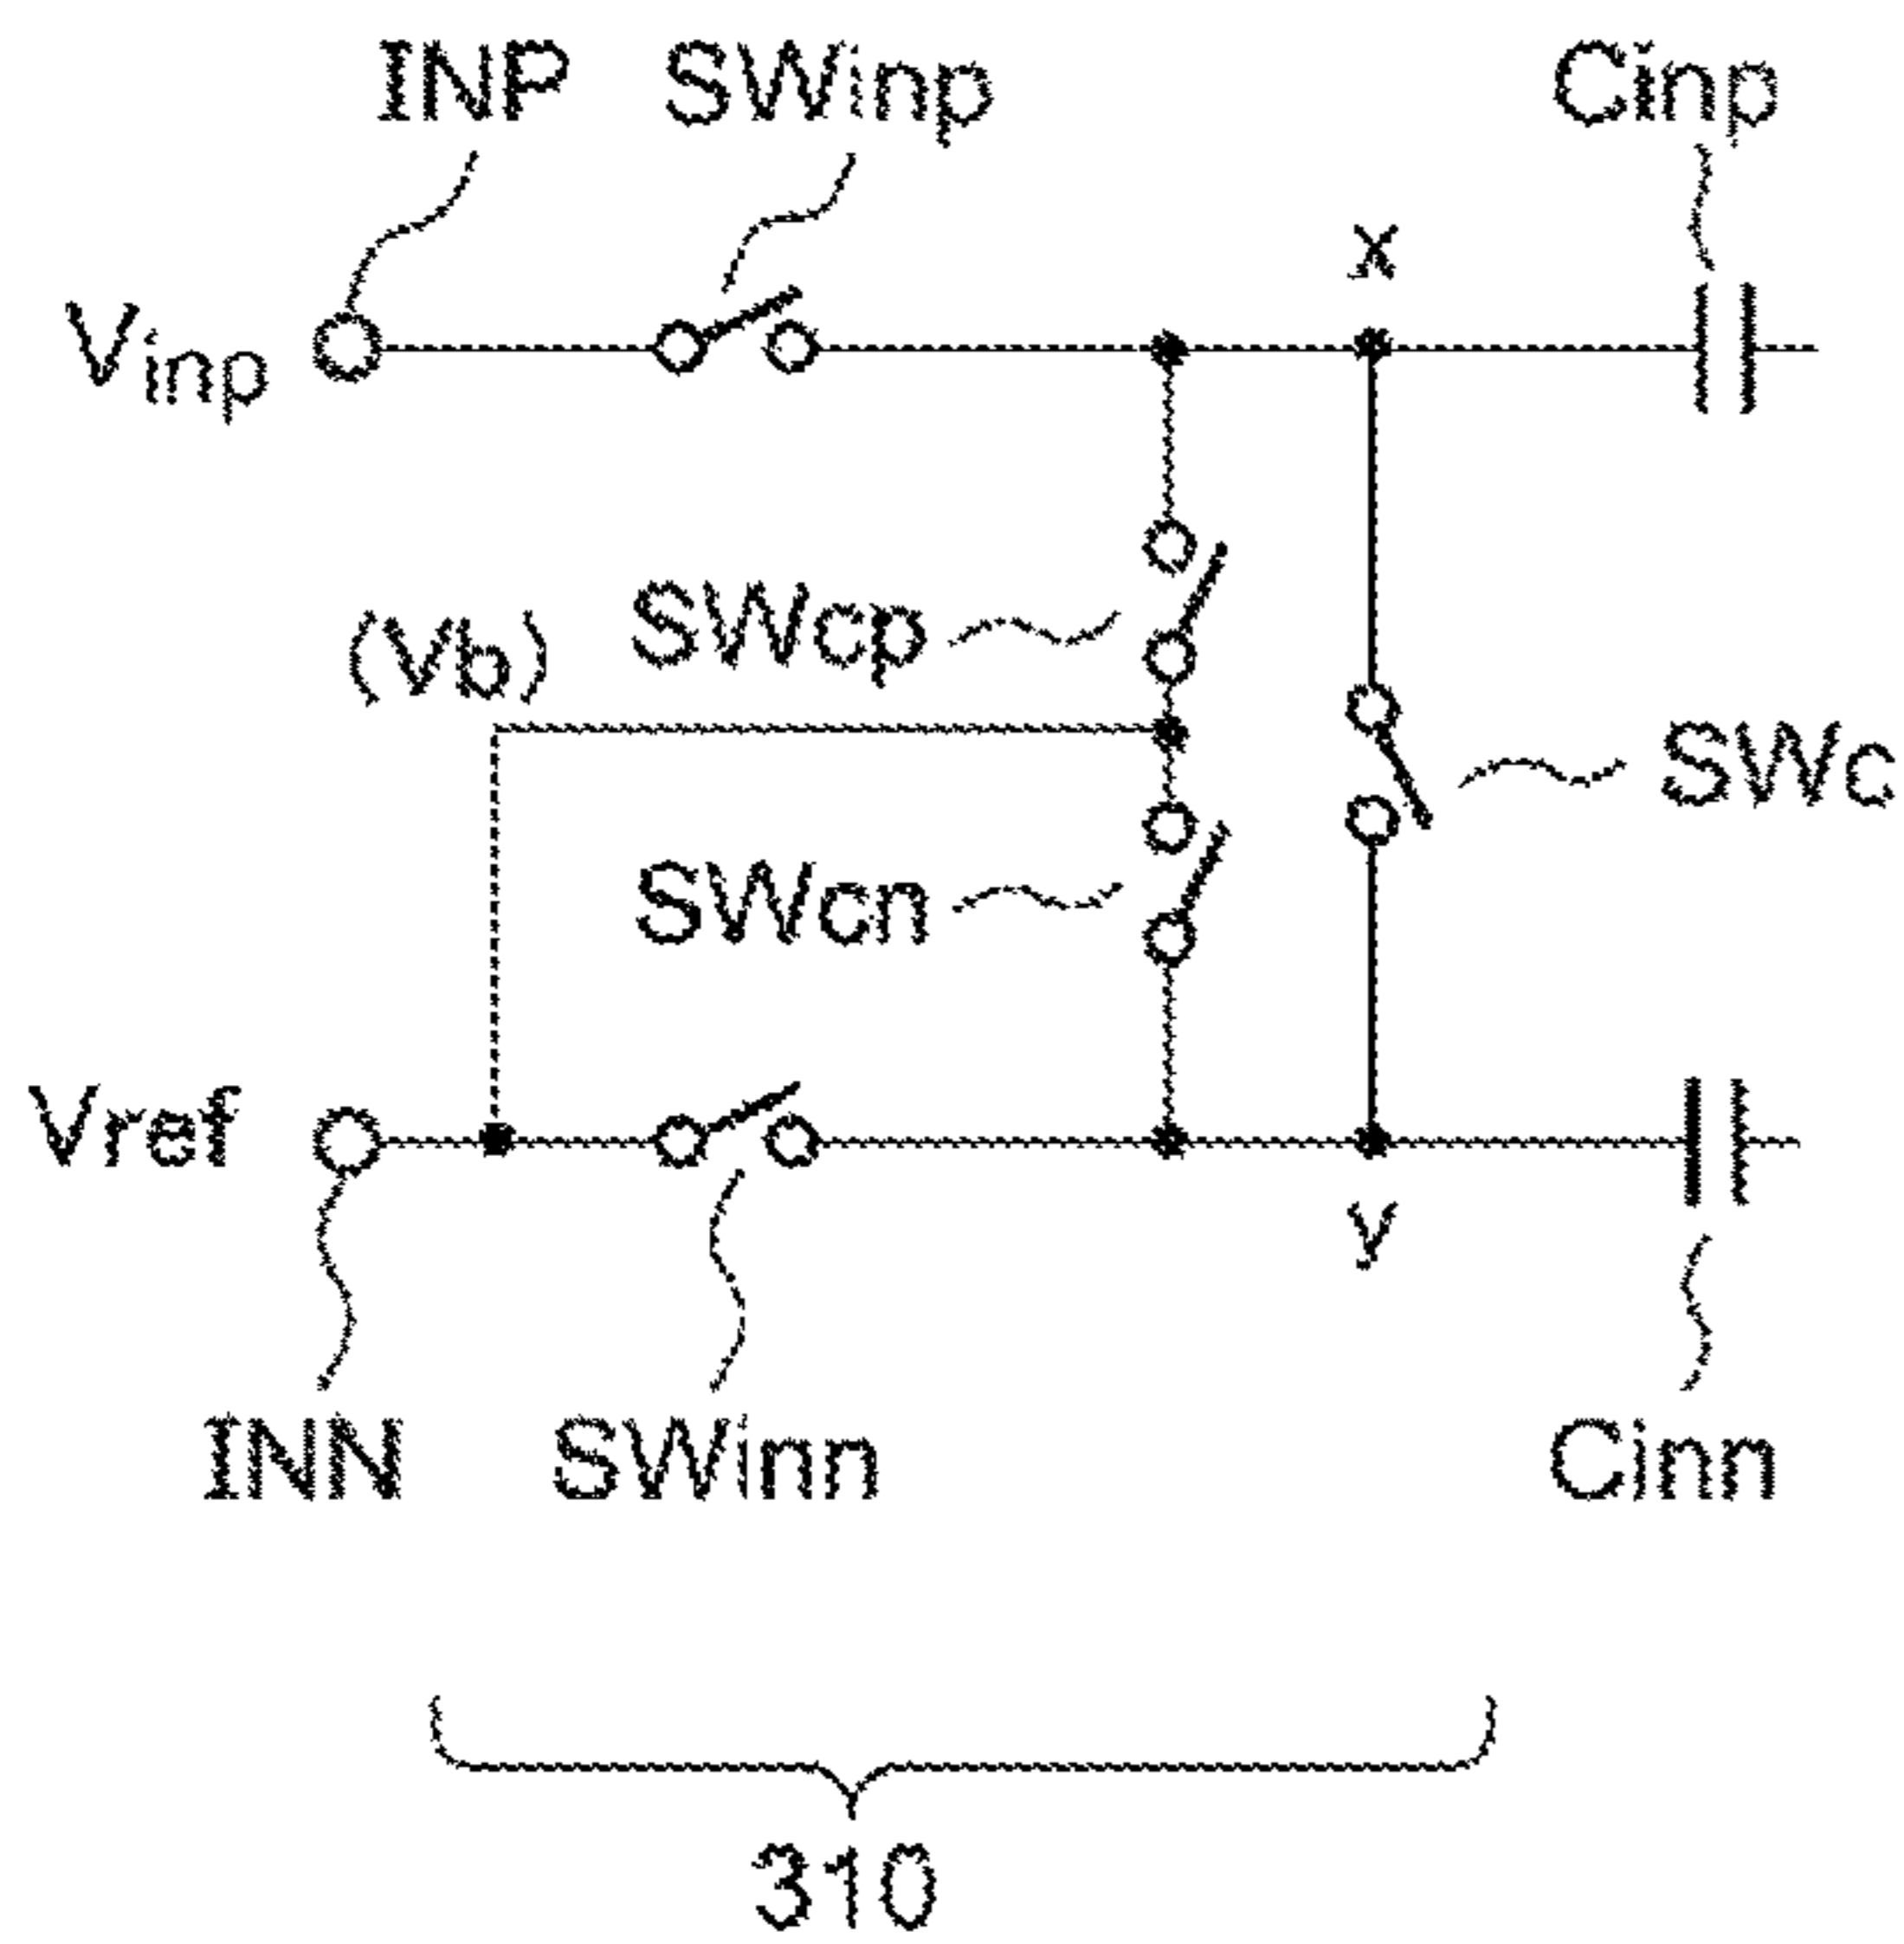 INP SWinp Cinp
x
Vinp
(Vb) SWcp
SWc
SWcn
Vref
y
INN SWinn Cinn
310